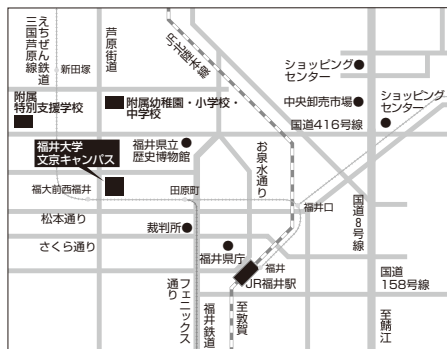 えちぜん鉄道
三国芦原線
芦原街道
JR北陸本線
新田塚
ショッピング
センター
附属
特別支援学校
附属幼稚園・小学校・
中学校
中央卸売市場
ショッピング
センター
国道416号線
福井大学
文京キャンパス
福井県立
歴史博物館
お泉水通り
福大前西福井
田原町
福井口
国道8号線
松本通り
さくら通り
裁判所
福井県庁
福井
JR福井駅
国道
158号線
フェニックス
通り
福井鉄道
至敦賀
至鯖江